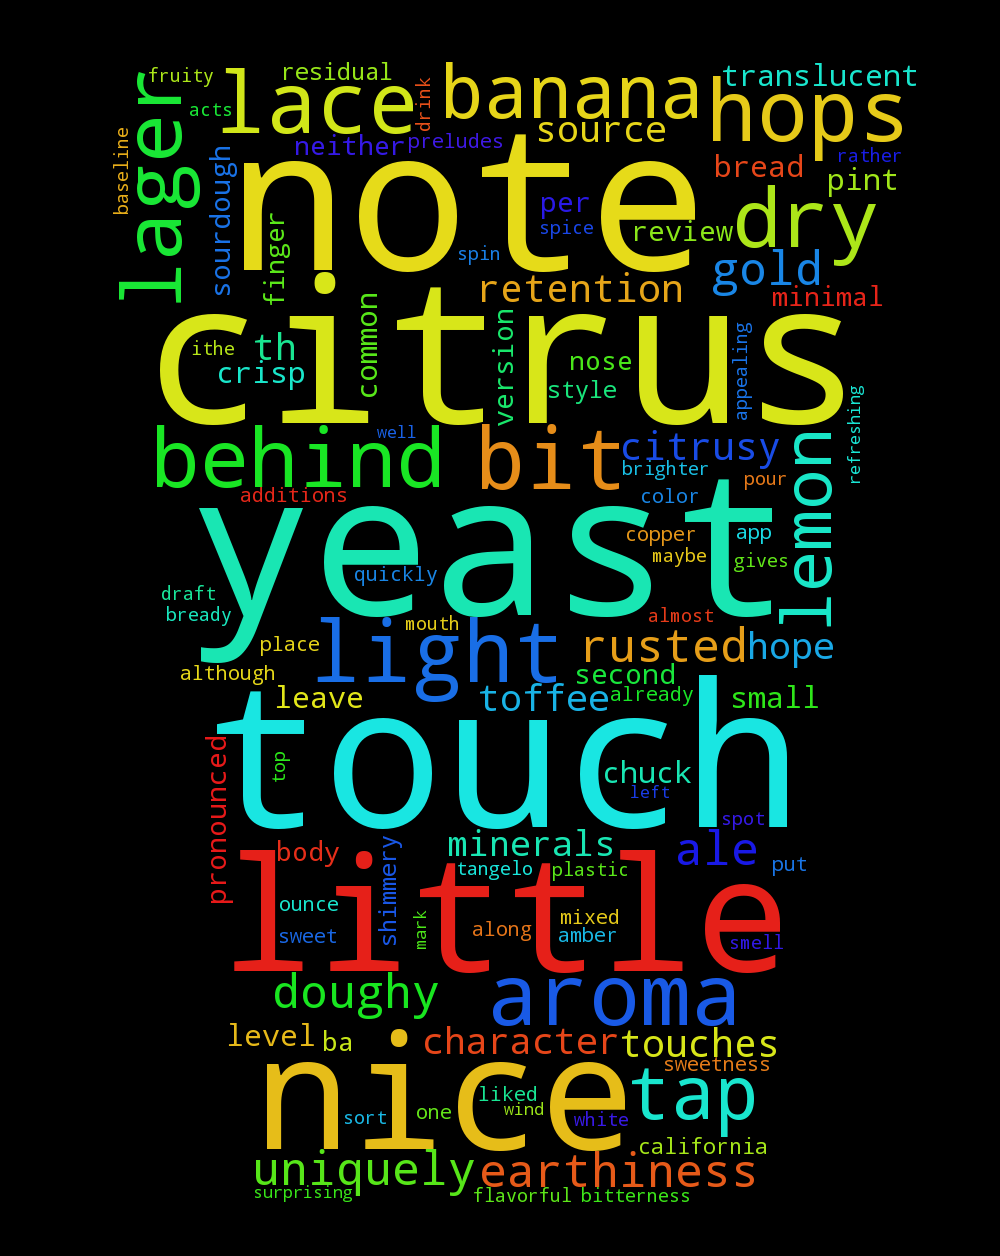 fruity residual banana translucent
acts lace drink source hops
baseline lager neither preludes rather
sourdough note bread pint
per spice review dry
finger spin gold
retention minimal
citrus
ithe th common version nose appealing
crisp style refreshing
behind well bit citrusy
additions brighter pour lemon
yeast color
copper app
quickly maybe gives
draft
bready mouth almost
place light rusted hope
although second
leave toffee already small
touch
pronounced top chuck
left
spot
body shimmery minerals ale
tangelo plastic put
little
ounce mark mixed
sweet along amber smell
doughy aroma
level ba character touches
sweetness
nice liked tap
sort one wind white
california
uniquely earthiness
surprising flavorful bitterness